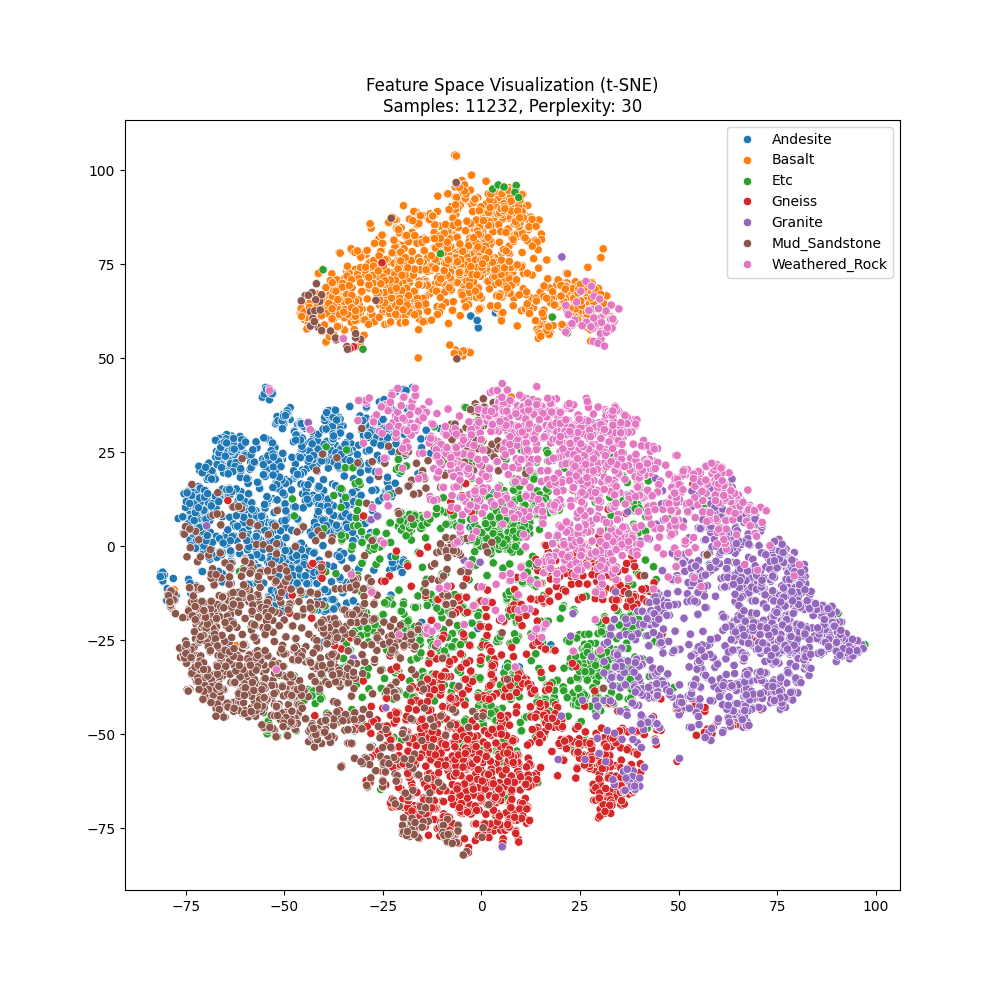 Feature Space Visualization (t-SNE)
Samples: 11232, Perplexity: 30
Andesite
Basalt
Etc
Gneiss
Granite
Mud_Sandstone
Weathered_Rock
100
75
50
25
0
−25
−50
−75
−75
−50
−25
0
25
50
75
100